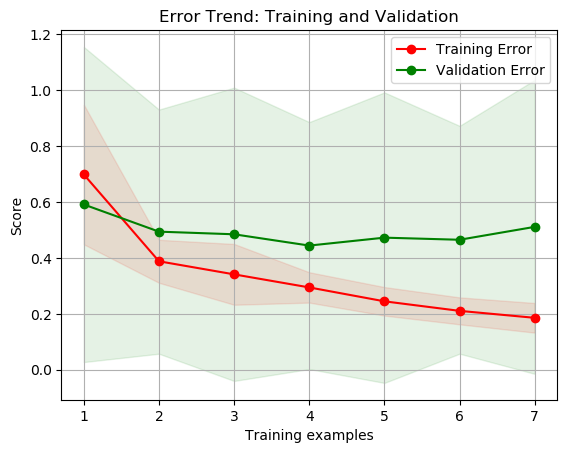 Error Trend: Training and Validation
1.2
1.0
0.8
0.6
0.4
0.2
0.0
Score
Training Error
Validation Error
1 2 3 4 5 6 7
Training examples